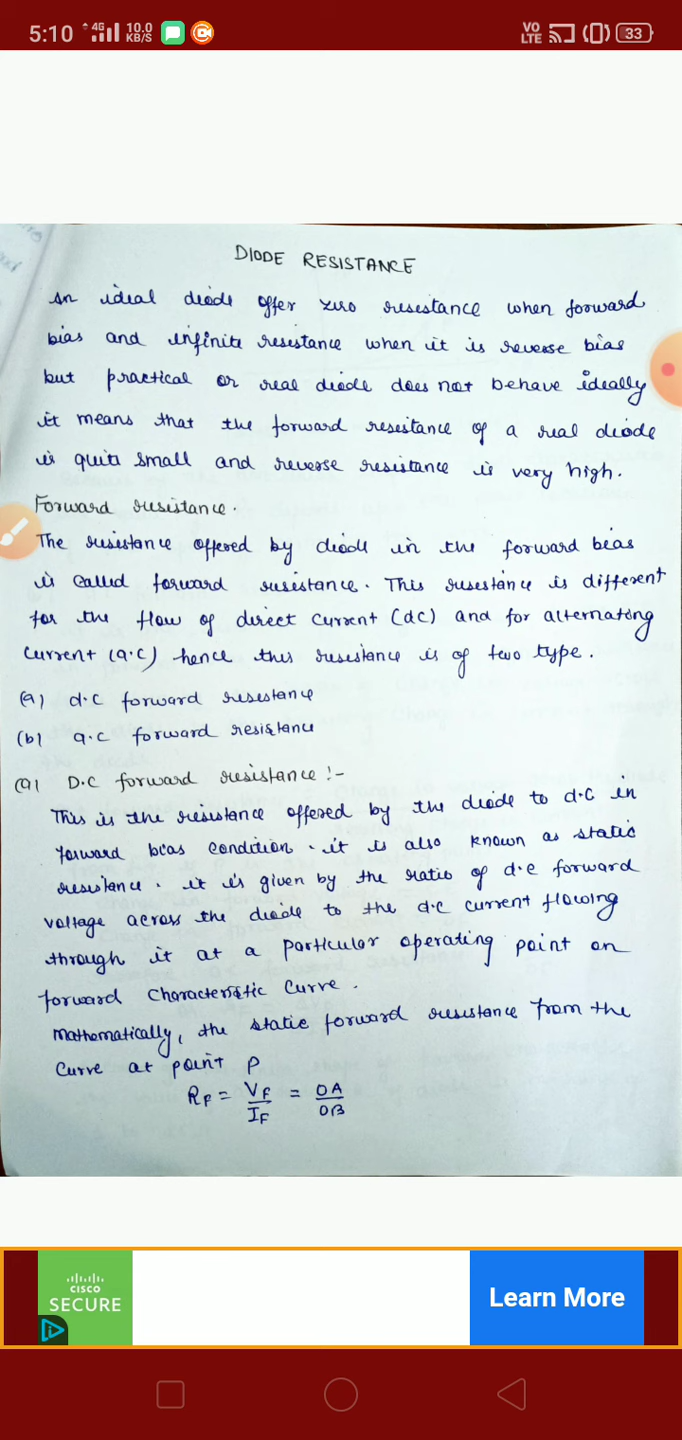 5:10 4G 10.0 KB/S VO LTE 33
DIODE RESISTANCE
An ideal diode offer zero resistance when forward
bias and infinite resistance when it is reverse bias
but practical or real diode does not behave ideally
it means that the forward resistance of a real diode
is quite small and reverse resistance is very high.
Forward resistance.
The resistance offered by diode in the forward bias
is called forward resistance. This resistance is different
for the flow of direct current (dc) and for alternating
current (a.c) hence this resistance is of two type.
(a) d.c forward resistance
(b) a.c forward resistance
(a) D.C forward resistance :-
This is the resistance offered by the diode to d.c in
forward bias condition. it is also known as static
resistance. it is given by the ratio of d.c forward
voltage across the diode to the d.c current flowing
through it at a particular operating point on
forward characteristic curve.
mathematically, the static forward resistance from the
curve at point P
RF = VF/IF = OA/OB
CISCO
SECURE
Learn More